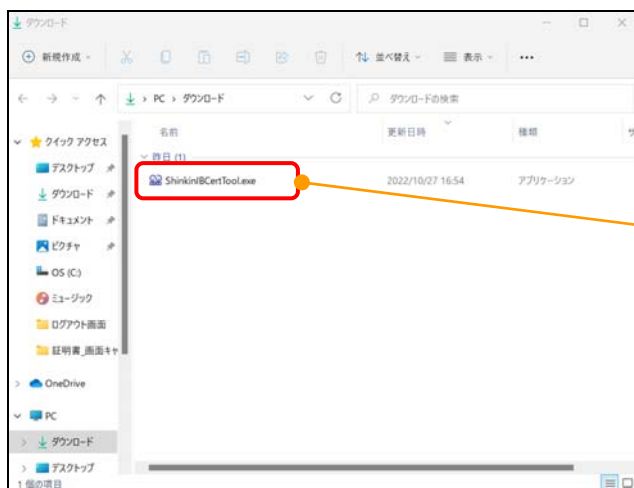 ダウンロード
新規作成
並べ替え
表示
PC > ダウンロード
ダウンロードの検索
クイック アクセス
デスクトップ
ダウンロード
ドキュメント
ピクチャ
OS (C:)
ミュージック
ログアウト画面
証明書_画面キャ
OneDrive
PC
ダウンロード
デスクトップ
名前
更新日時
種類
サ
昨日 (1)
ShinkinIBCertTool.exe
2022/10/27 16:54
アプリケーション
1 個の項目